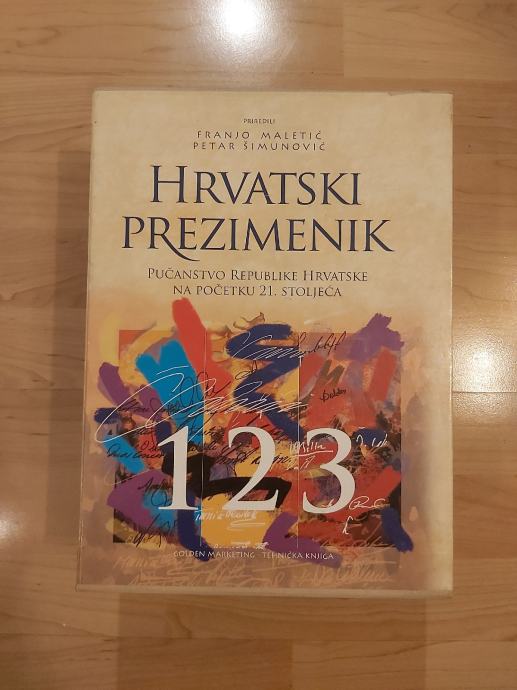 PRIREDILI
FRANJO MALETIĆ
PETAR ŠIMUNOVIĆ
HRVATSKI
PREZIMENIK
PUČANSTVO REPUBLIKE HRVATSKE
NA POČETKU 21. STOLJEĆA
1 2 3
GOLDEN MARKETING - TEHNIČKA KNJIGA